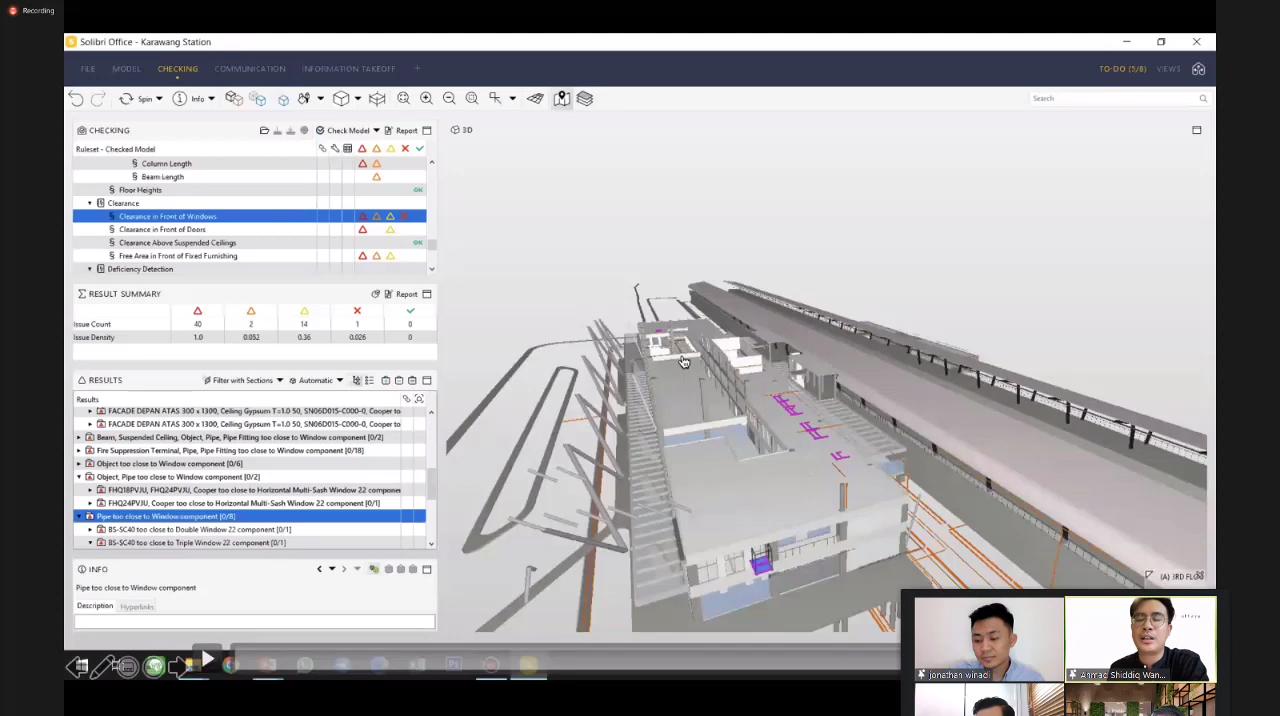 Recording
Solibri Office - Karawang Station
FILE MODEL CHECKING COMMUNICATION INFORMATION TAKEOFF + TO-DO (5/8) VIEWS
Spin Info Search
CHECKING Check Model Report
Ruleset - Checked Model
§ Column Length
§ Beam Length
§ Floor Heights OK
Clearance
§ Clearance in Front of Windows
§ Clearance in Front of Doors
§ Clearance Above Suspended Ceilings OK
§ Free Area in Front of Fixed Furnishing
Deficiency Detection
3D
RESULT SUMMARY Report
Issue Count 40 2 14 1 0
Issue Density 1.0 0.052 0.36 0.026 0
RESULTS Filter with Sections Automatic
Results
FACADE DEPAN ATAS 300 x 1300, Ceiling Gypsum T=1.0 50, SN06D015-C000-0, Cooper to
FACADE DEPAN ATAS 300 x 1300, Ceiling Gypsum T=1.0 50, SN06D015-C000-0, Cooper to
Beam, Suspended Ceiling, Object, Pipe, Pipe Fitting too close to Window component [0/2]
Fire Suppression Terminal, Pipe, Pipe Fitting too close to Window component [0/18]
Object too close to Window component [0/6]
Object, Pipe too close to Window component [0/2]
FHQ18PVJU, FHQ24PVJU, Cooper too close to Horizontal Multi-Sash Window 22 compone
FHQ24PVJU, Cooper too close to Horizontal Multi-Sash Window 22 component [0/1]
Pipe too close to Window component [0/8]
BS-SC40 too close to Double Window 22 component [0/1]
BS-SC40 too close to Triple Window 22 component [0/1]
INFO
Pipe too close to Window component
Description Hyperlinks
(A) 3RD FLO
jonathan winadi
Ahmad Shiddiq Wan...